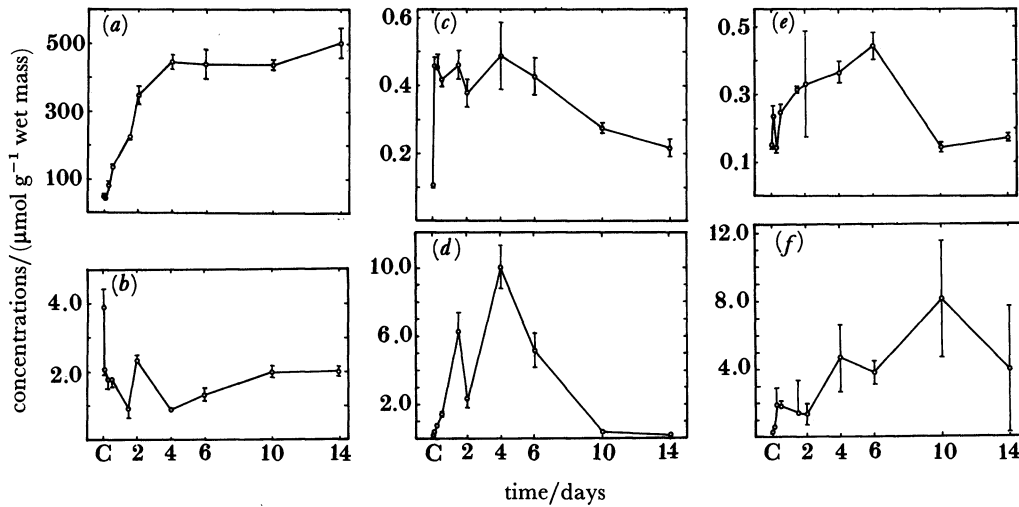 concentrations/(μmol g⁻¹ wet mass)
(a)
500
300
100
(b)
4.0
2.0
C 2 4 6 10 14
(c)
0.6
0.4
0.2
(d)
10.0
6.0
2.0
C 2 4 6 10 14
(e)
0.5
0.3
0.1
(f)
12.0
8.0
4.0
C 2 4 6 10 14
time/days